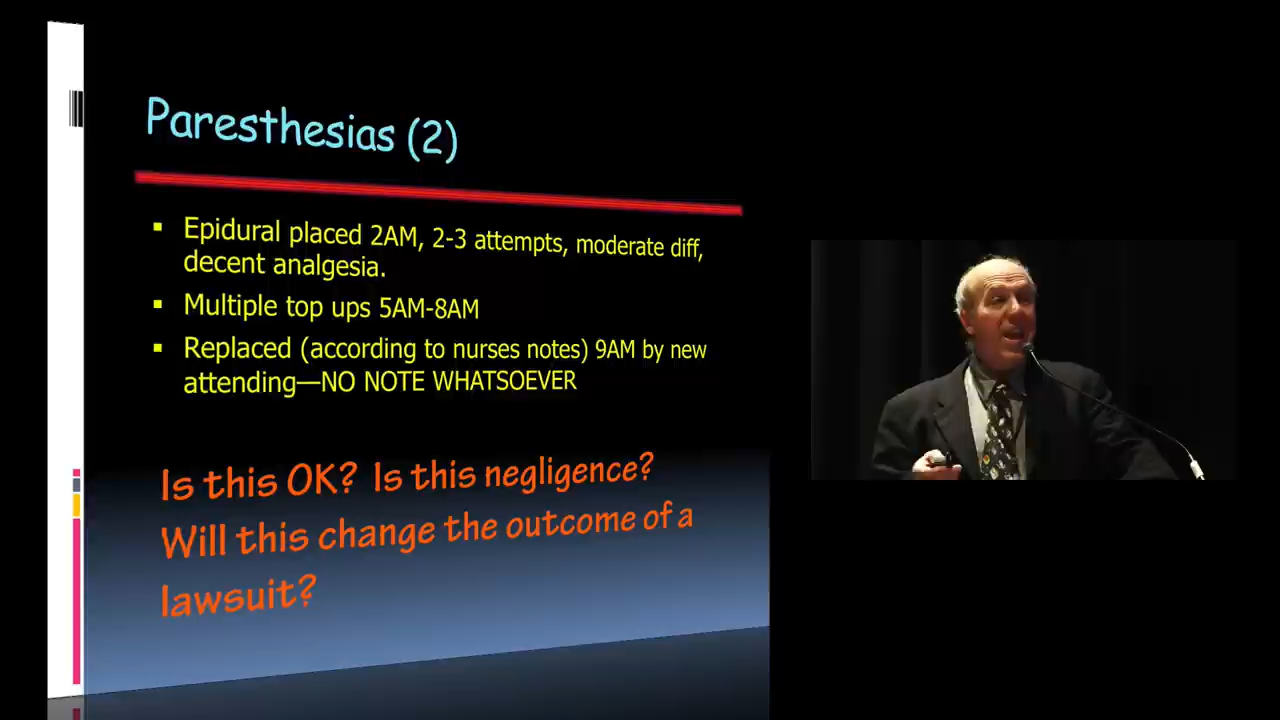 Paresthesias (2)
▪ Epidural placed 2AM, 2-3 attempts, moderate diff,
decent analgesia.
▪ Multiple top ups 5AM-8AM
▪ Replaced (according to nurses notes) 9AM by new
attending—NO NOTE WHATSOEVER
Is this OK? Is this negligence?
Will this change the outcome of a
lawsuit?